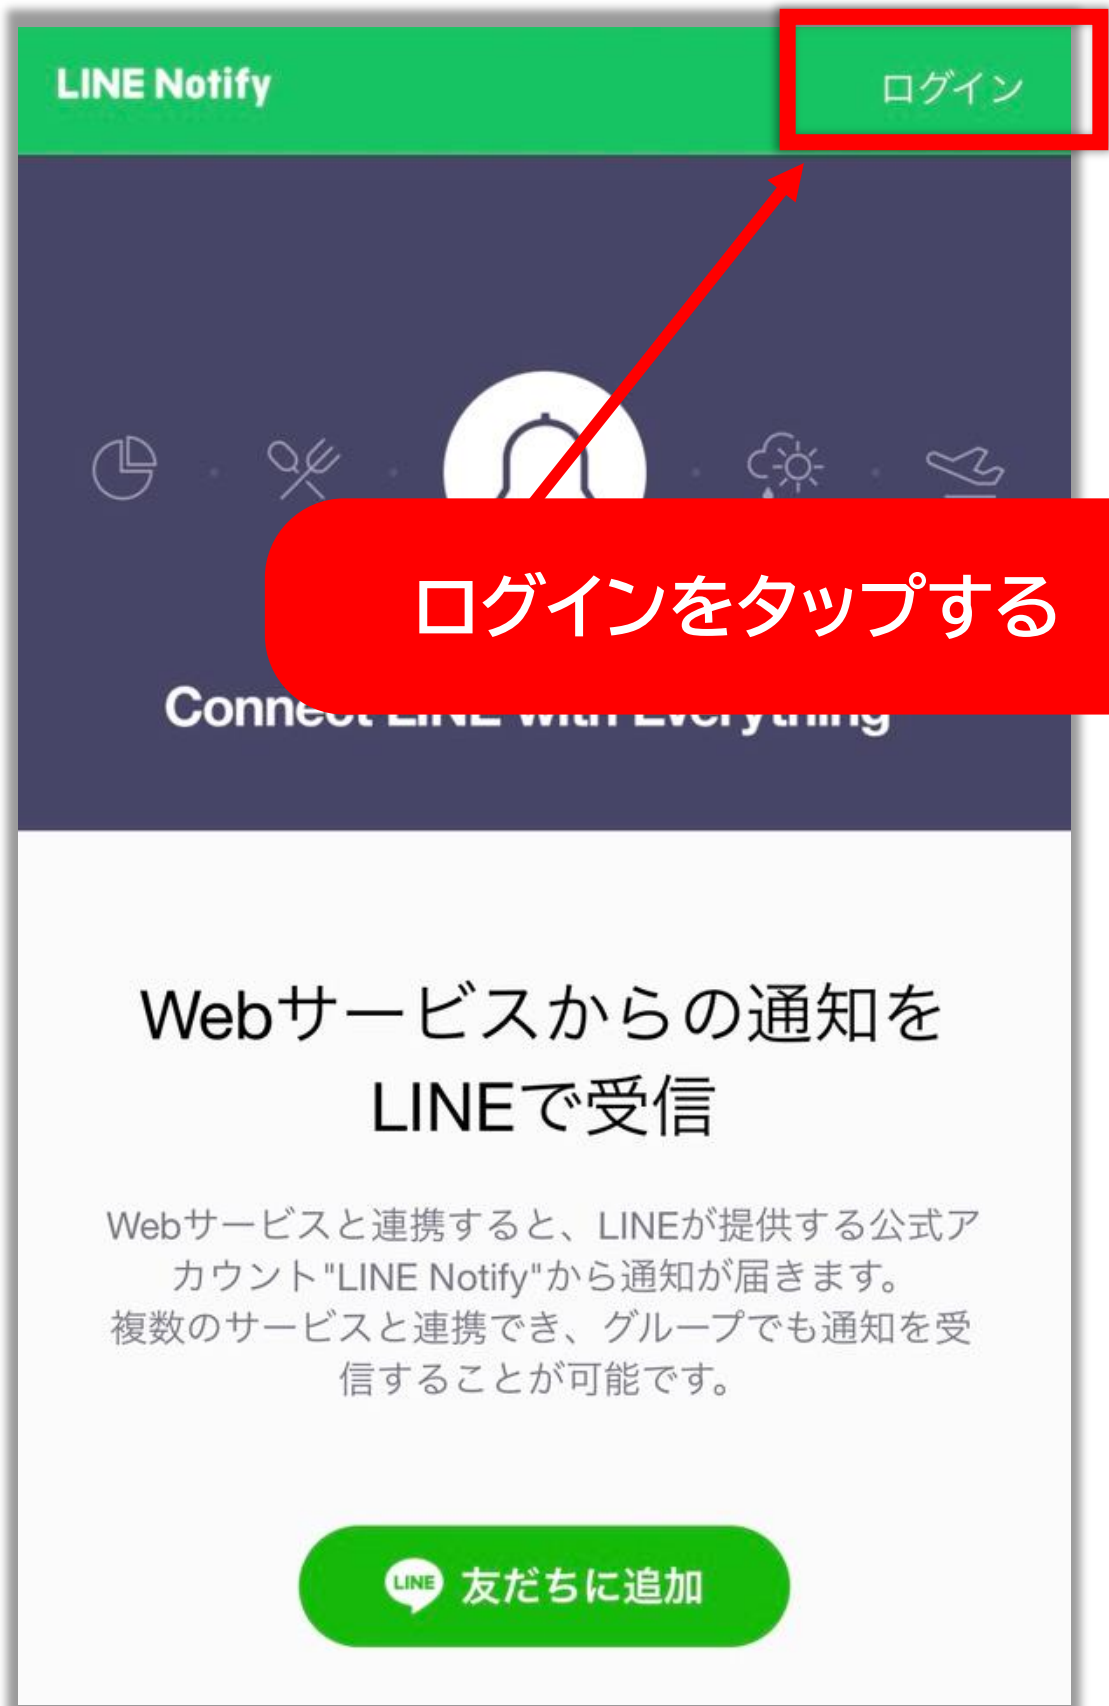 LINE Notify
ログイン
ログインをタップする
Connect LINE with Everything
Webサービスからの通知を
LINEで受信
Webサービスと連携すると、LINEが提供する公式ア
カウント"LINE Notify"から通知が届きます。
複数のサービスと連携でき、グループでも通知を受
信することが可能です。
LINE 友だちに追加